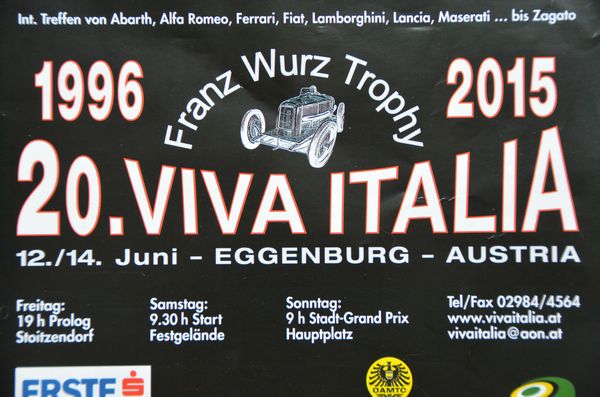 Int. Treffen von Abarth, Alfa Romeo, Ferrari, Fiat, Lamborghini, Lancia, Maserati ... bis Zagato
1996 Franz Wurz Trophy 2015
20. VIVA ITALIA
12./14. Juni – EGGENBURG – AUSTRIA
Freitag:
19 h Prolog
Stoitzendorf
Samstag:
9.30 h Start
Festgelände
Sonntag:
9 h Stadt-Grand Prix
Hauptplatz
Tel/Fax 02984/4564
www.vivaitalia.at
vivaitalia@aon.at
ERSTE S
ÖAMTC